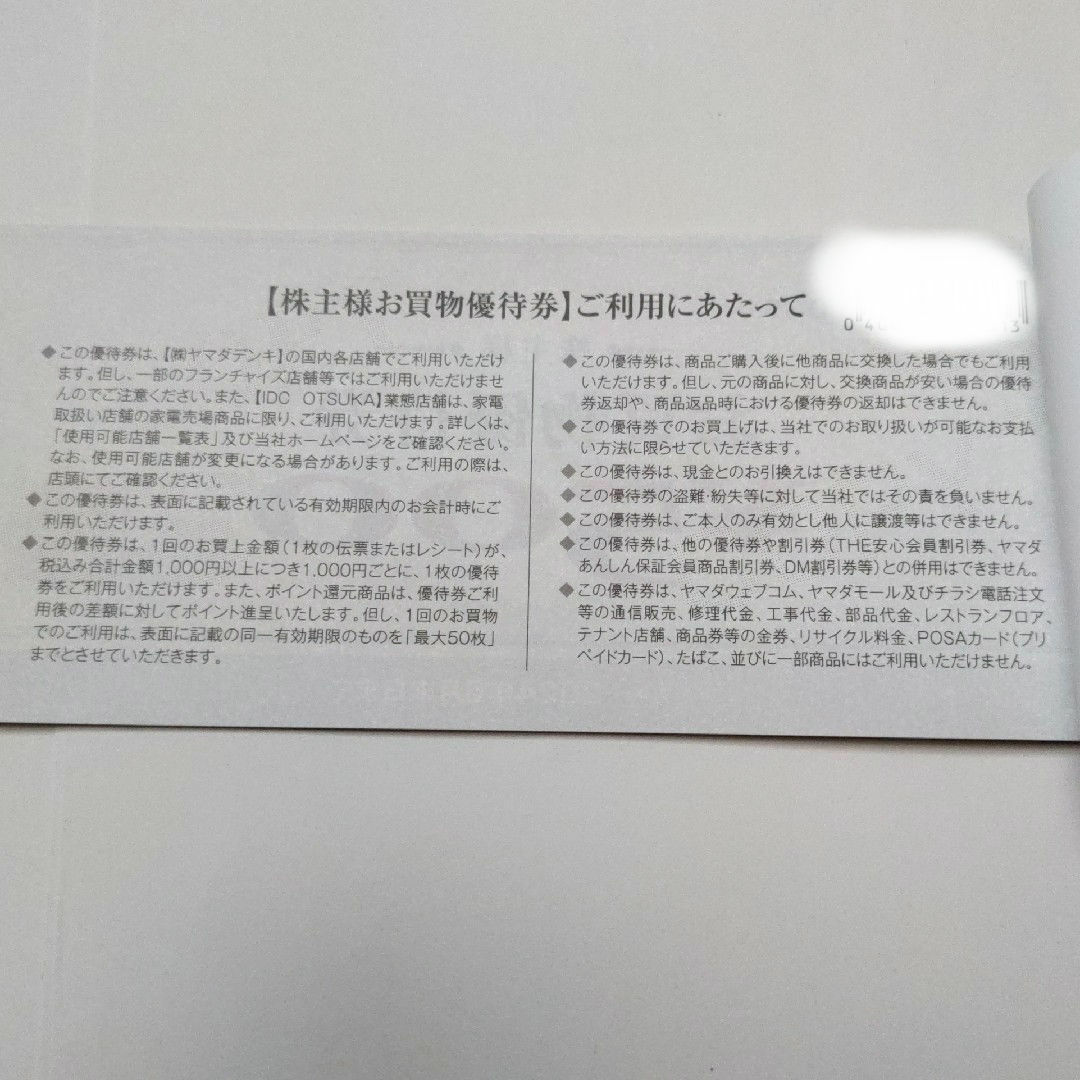 【株主様お買物優待券】ご利用にあたって
◆この優待券は、【㈱ヤマダデンキ】の国内各店舗でご利用いただけ
ます。但し、一部のフランチャイズ店舗等ではご利用いただけませ
んのでご注意ください。また、【IDC OTSUKA】業態店舗は、家電
取扱い店舗の家電売場商品に限り、ご利用いただけます。詳しくは、
「使用可能店舗一覧表」及び当社ホームページをご確認ください。
なお、使用可能店舗が変更になる場合があります。ご利用の際は、
店頭にてご確認ください。
◆この優待券は、表面に記載されている有効期限内のお会計時にご
利用いただけます。
◆この優待券は、1回のお買上金額(1枚の伝票またはレシート)が、
税込み合計金額1,000円以上につき1,000円ごとに、1枚の優待
券をご利用いただけます。また、ポイント還元商品は、優待券ご利
用後の差額に対してポイント進呈いたします。但し、1回のお買物
でのご利用は、表面に記載の同一有効期限のものを「最大50枚」
までとさせていただきます。
◆この優待券は、商品ご購入後に他商品に交換した場合でもご利用
いただけます。但し、元の商品に対し、交換商品が安い場合の優待
券返却や、商品返品時における優待券の返却はできません。
◆この優待券でのお買上げは、当社でのお取り扱いが可能なお支払
い方法に限らせていただきます。
◆この優待券は、現金とのお引換えはできません。
◆この優待券の盗難・紛失等に対して当社ではその責を負いません。
◆この優待券は、ご本人のみ有効とし他人に譲渡等はできません。
◆この優待券は、他の優待券や割引券(THE安心会員割引券、ヤマダ
あんしん保証会員商品割引券、DM割引券等)との併用はできません。
◆この優待券は、ヤマダウェブコム、ヤマダモール及びチラシ電話注文
等の通信販売、修理代金、工事代金、部品代金、レストランフロア、
テナント店舗、商品券等の金券、リサイクル料金、POSAカード(プリ
ペイドカード)、たばこ、並びに一部商品にはご利用いただけません。